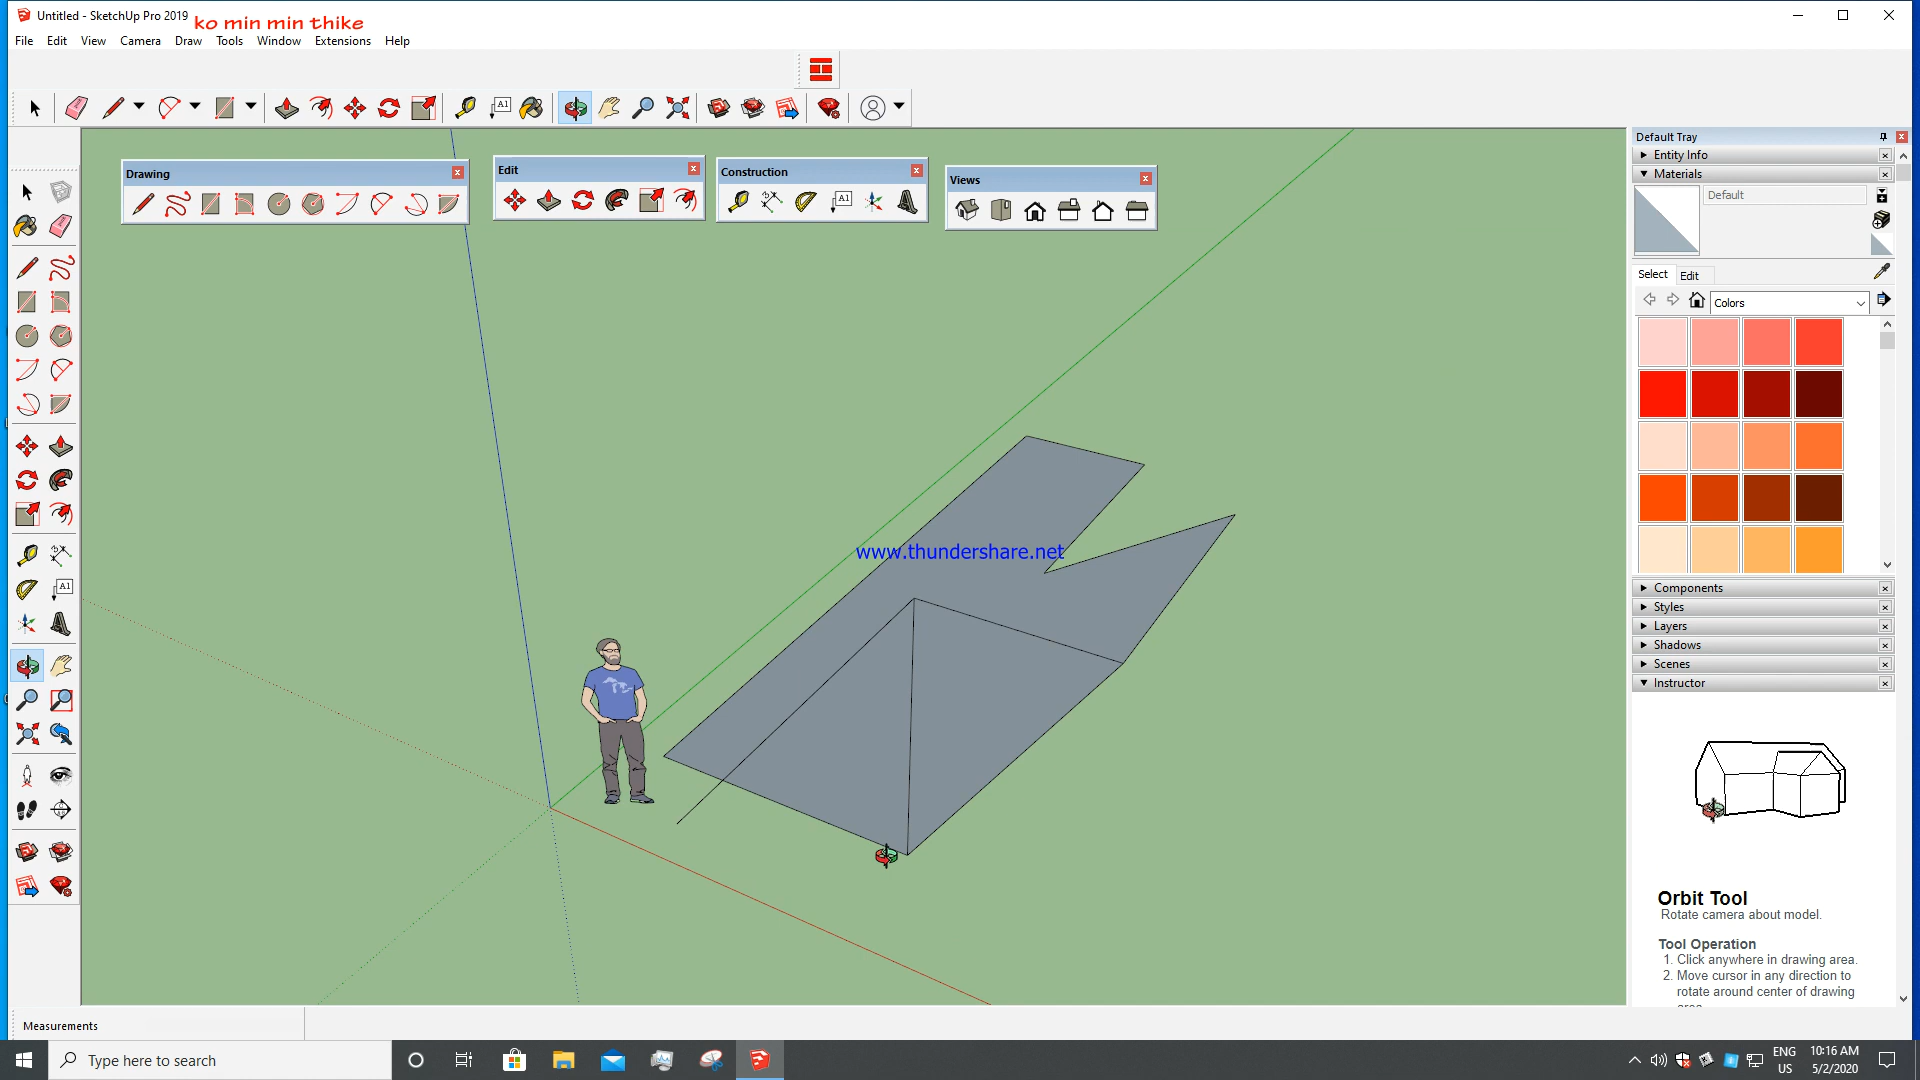 Untitled - SketchUp Pro 2019
ko min min thike
File Edit View Camera Draw Tools Window Extensions Help
Drawing
Edit
Construction
Views
A1
A1
A1
Default Tray
Entity Info
Materials
Default
Select Edit
Colors
www.thundershare.net
Components
Styles
Layers
Shadows
Scenes
Instructor
Orbit Tool
Rotate camera about model.
Tool Operation
1. Click anywhere in drawing area.
2. Move cursor in any direction to
rotate around center of drawing
area.
Measurements
Type here to search
ENG
US
10:16 AM
5/2/2020